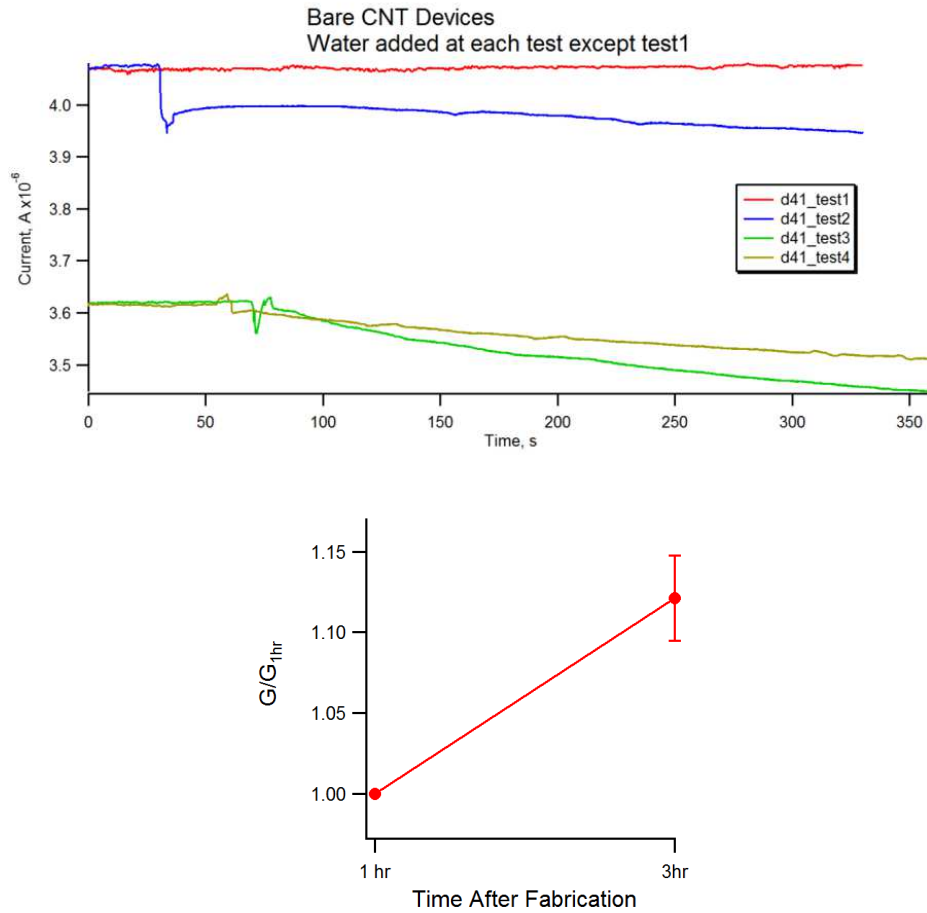 Bare CNT Devices
Water added at each test except test1
Current, A x10-6
4.0
3.9
3.8
3.7
3.6
3.5
d41_test1
d41_test2
d41_test3
d41_test4
0 50 100 150 200 250 300 350
Time, s
G/G1hr
1.15
1.10
1.05
1.00
1 hr 3hr
Time After Fabrication